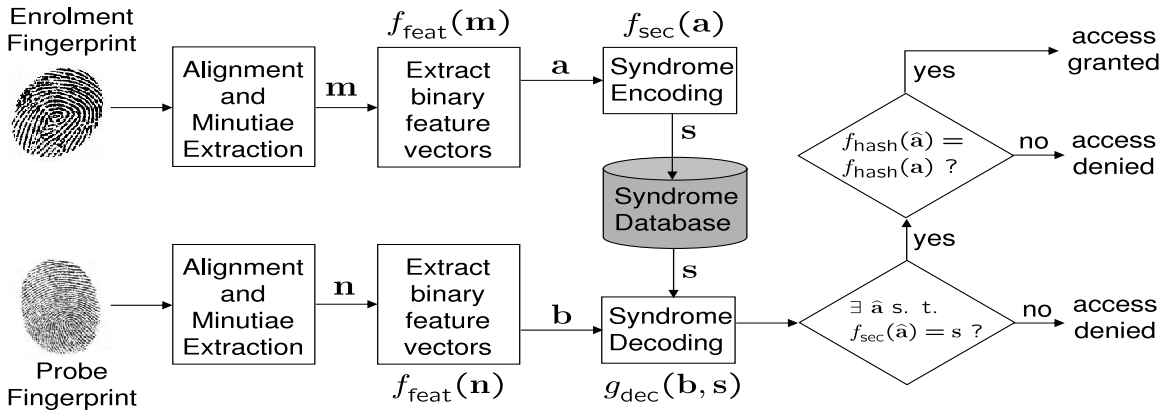 Enrolment
Fingerprint
Alignment
and
Minutiae
Extraction
m
f_feat(m)
Extract
binary
feature
vectors
a
f_sec(a)
Syndrome
Encoding
s
Syndrome
Database
s
yes
access
granted
f_hash(â) =
f_hash(a) ?
no
access
denied
yes
Probe
Fingerprint
Alignment
and
Minutiae
Extraction
n
Extract
binary
feature
vectors
f_feat(n)
b
Syndrome
Decoding
g_dec(b, s)
∃ â s. t.
f_sec(â) = s ?
no
access
denied